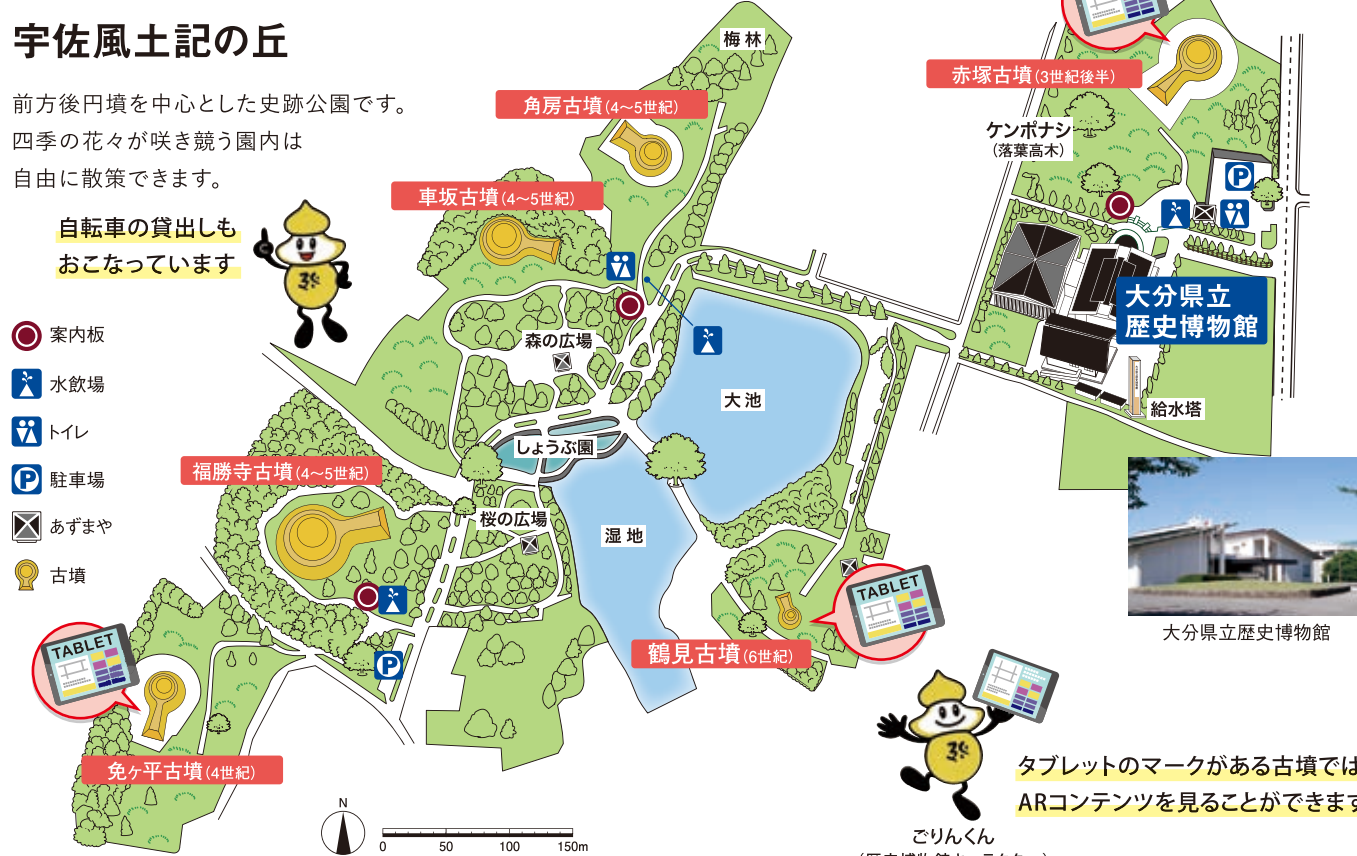 宇佐風土記の丘
前方後円墳を中心とした史跡公園です。
四季の花々が咲き競う園内は
自由に散策できます。
自転車の貸出しも
おこなっています
案内板
水飲場
トイレ
P
駐車場
あずまや
古墳
梅林
角房古墳(4〜5世紀)
車坂古墳(4〜5世紀)
赤塚古墳(3世紀後半)
ケンポナシ
(落葉高木)
P
大分県立
歴史博物館
給水塔
森の広場
大池
しょうぶ園
福勝寺古墳(4〜5世紀)
桜の広場
湿地
TABLET
鶴見古墳(6世紀)
P
TABLET
免ヶ平古墳(4世紀)
大分県立歴史博物館
N
0 50 100 150m
タブレットのマークがある古墳では
ARコンテンツを見ることができます
ごりんくん